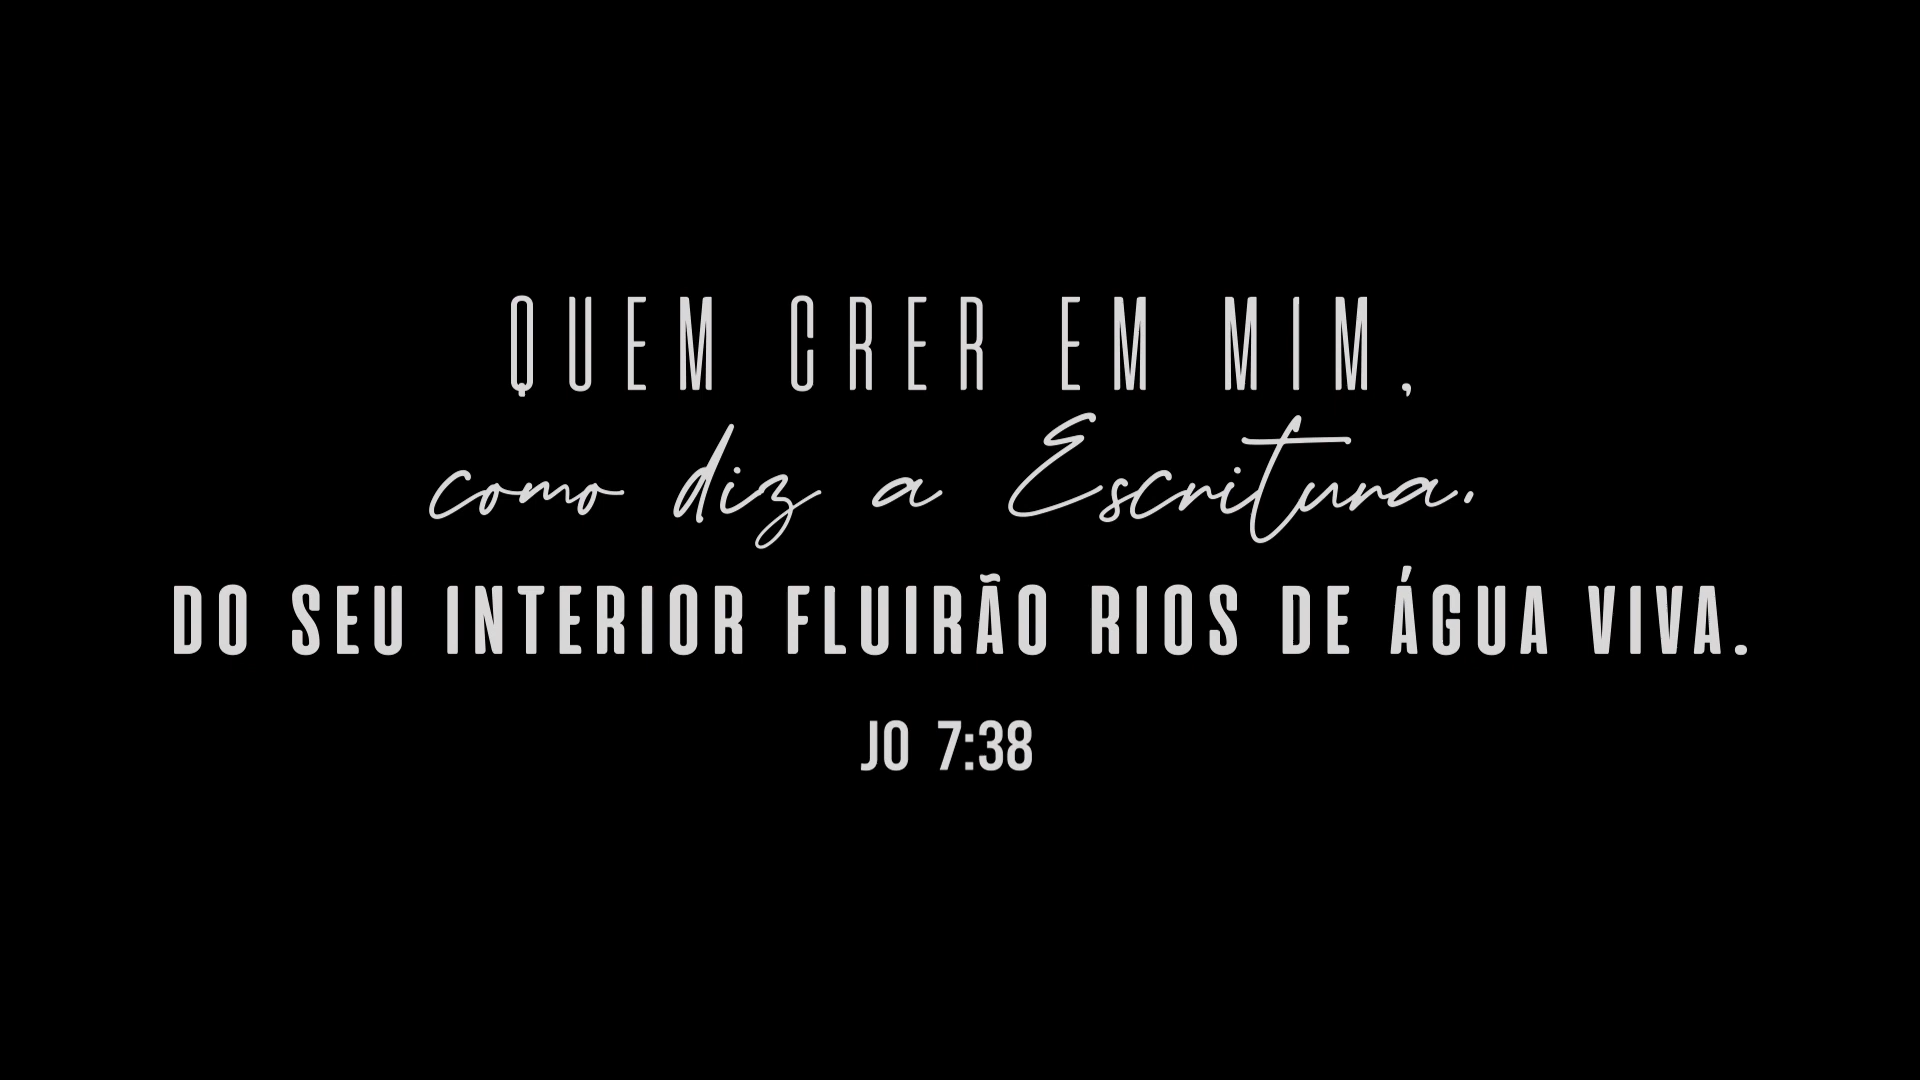 QUEM CRER EM MIM,
como diz a Escritura.
DO SEU INTERIOR FLUIRÃO RIOS DE ÁGUA VIVA.
JO 7:38